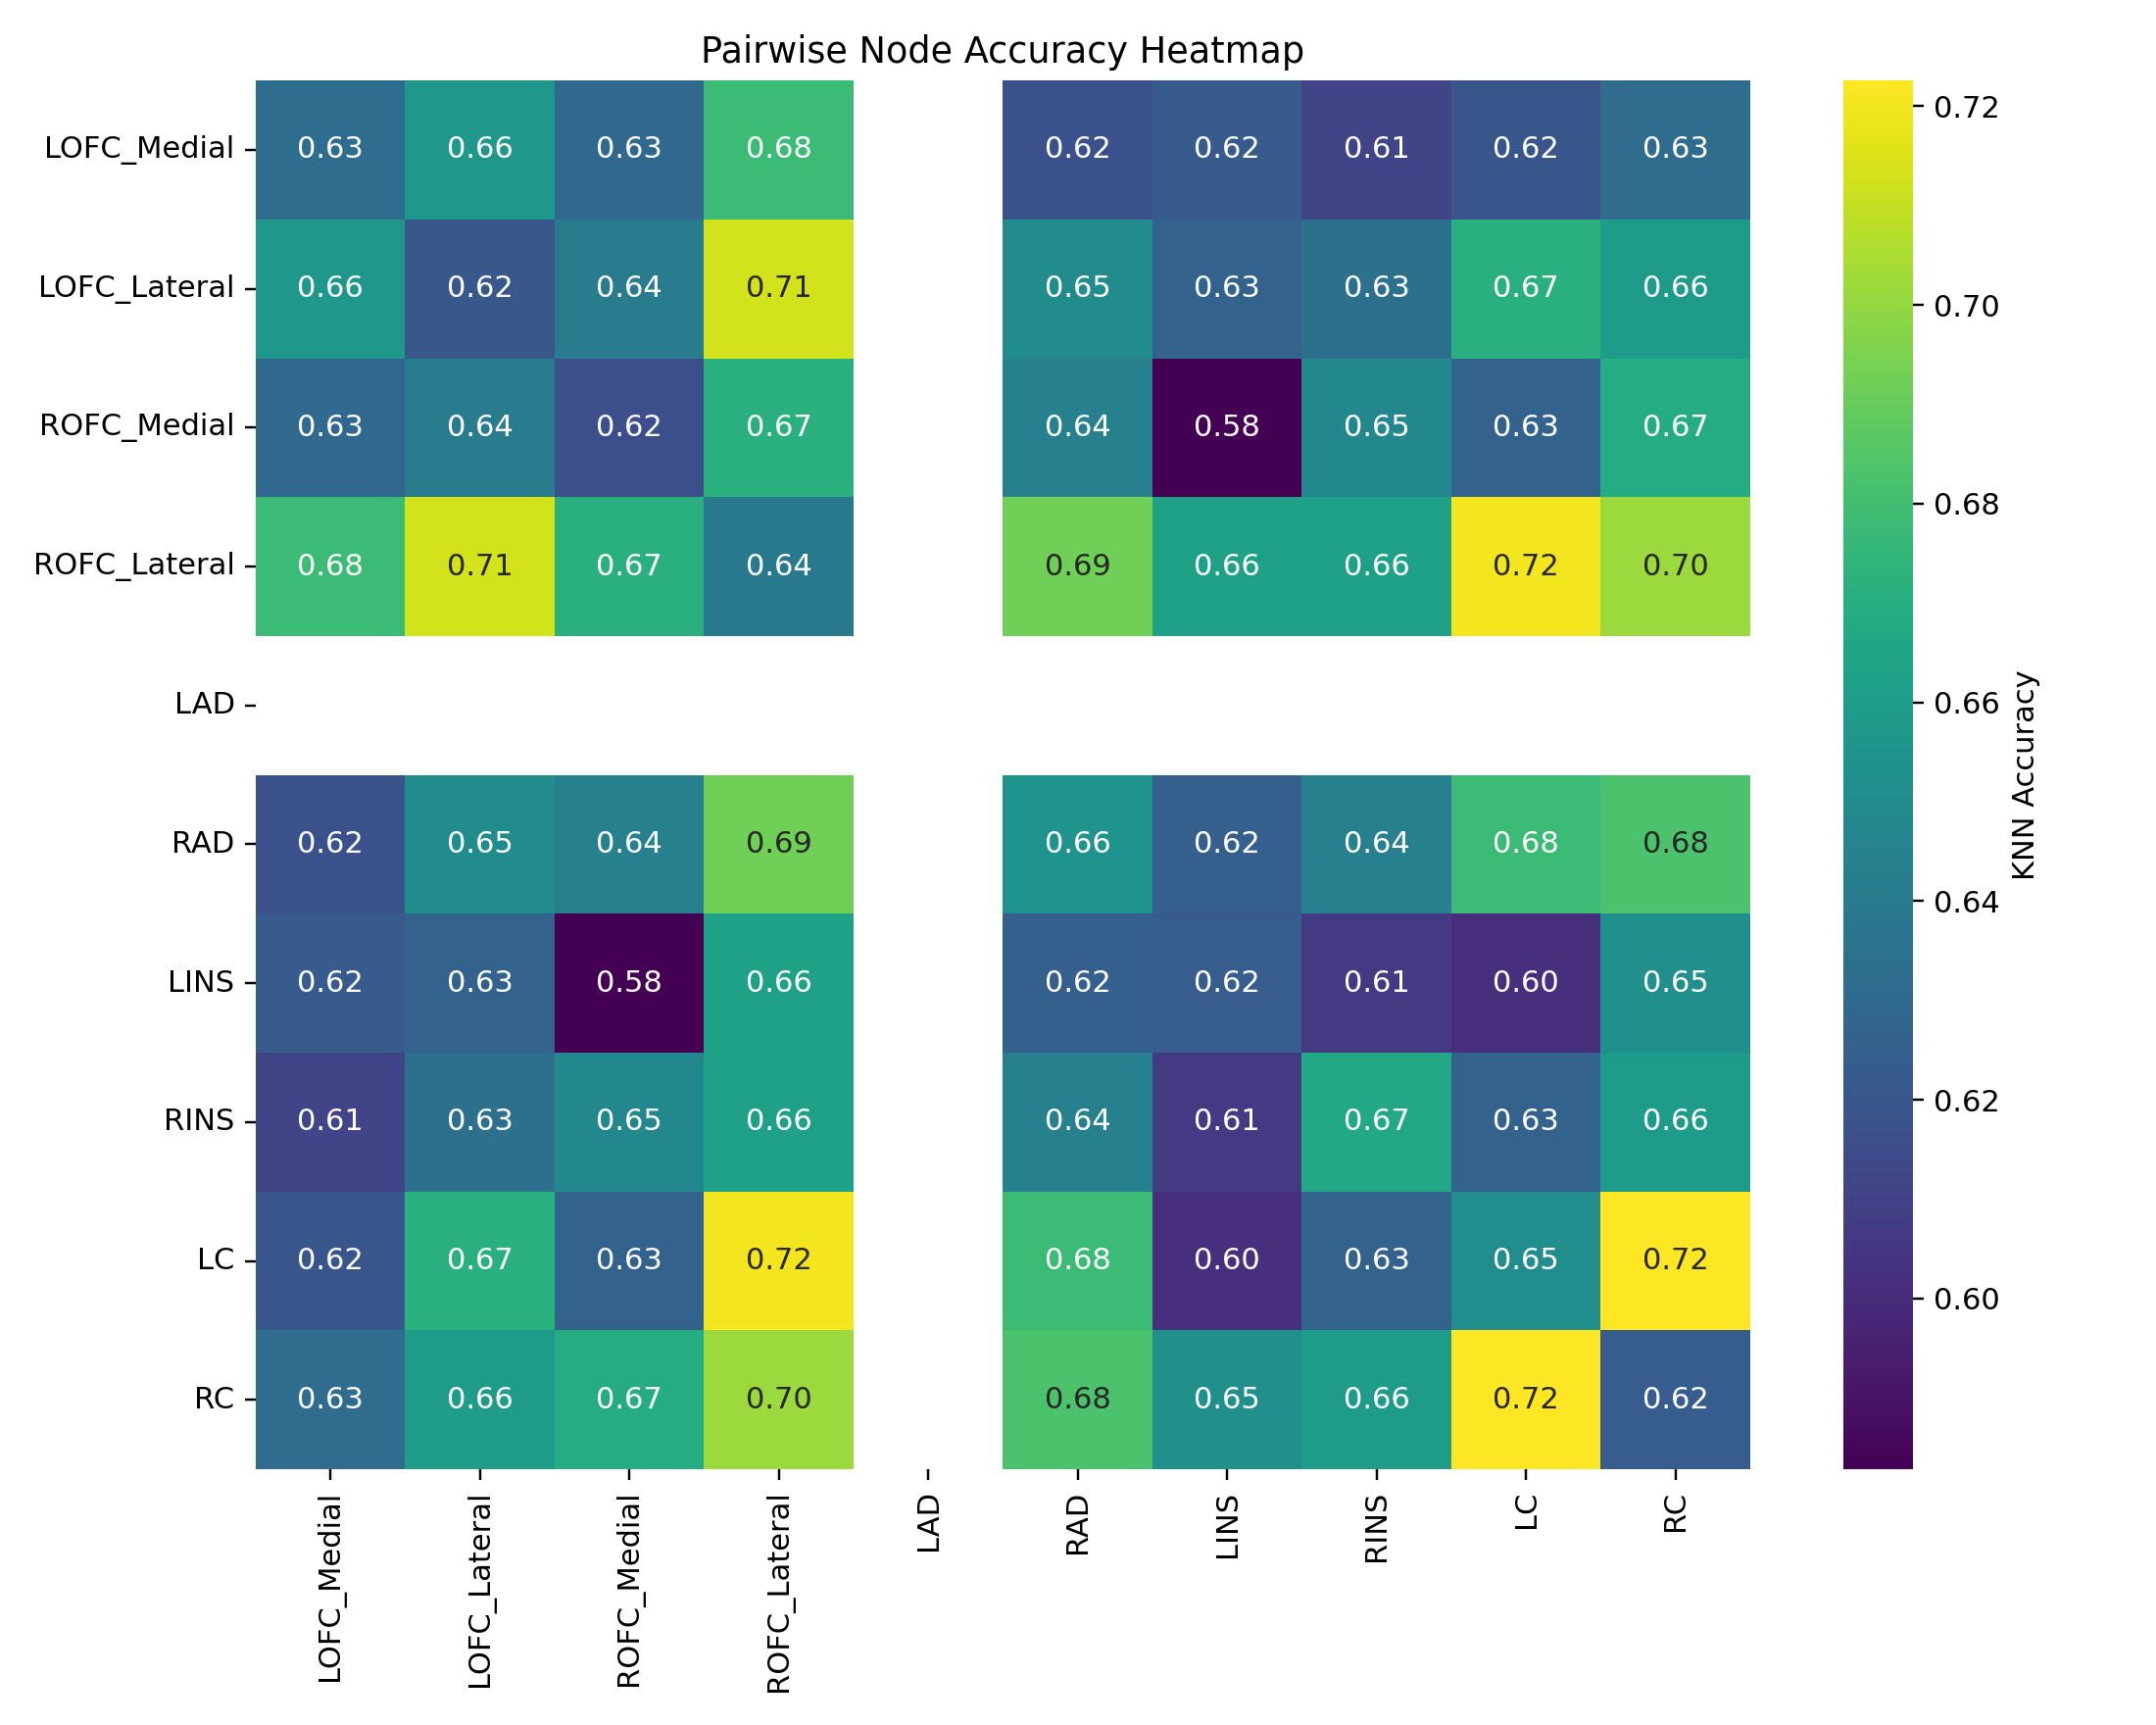 Pairwise Node Accuracy Heatmap
LOFC_Medial 0.63 0.66 0.63 0.68 0.62 0.62 0.61 0.62 0.63
LOFC_Lateral 0.66 0.62 0.64 0.71 0.65 0.63 0.63 0.67 0.66
ROFC_Medial 0.63 0.64 0.62 0.67 0.64 0.58 0.65 0.63 0.67
ROFC_Lateral 0.68 0.71 0.67 0.64 0.69 0.66 0.66 0.72 0.70
LAD
RAD 0.62 0.65 0.64 0.69 0.66 0.62 0.64 0.68 0.68
LINS 0.62 0.63 0.58 0.66 0.62 0.62 0.61 0.60 0.65
RINS 0.61 0.63 0.65 0.66 0.64 0.61 0.67 0.63 0.66
LC 0.62 0.67 0.63 0.72 0.68 0.60 0.63 0.65 0.72
RC 0.63 0.66 0.67 0.70 0.68 0.65 0.66 0.72 0.62
LOFC_Medial LOFC_Lateral ROFC_Medial ROFC_Lateral LAD RAD LINS RINS LC RC
0.72
0.70
0.68
0.66
0.64
0.62
0.60
KNN Accuracy